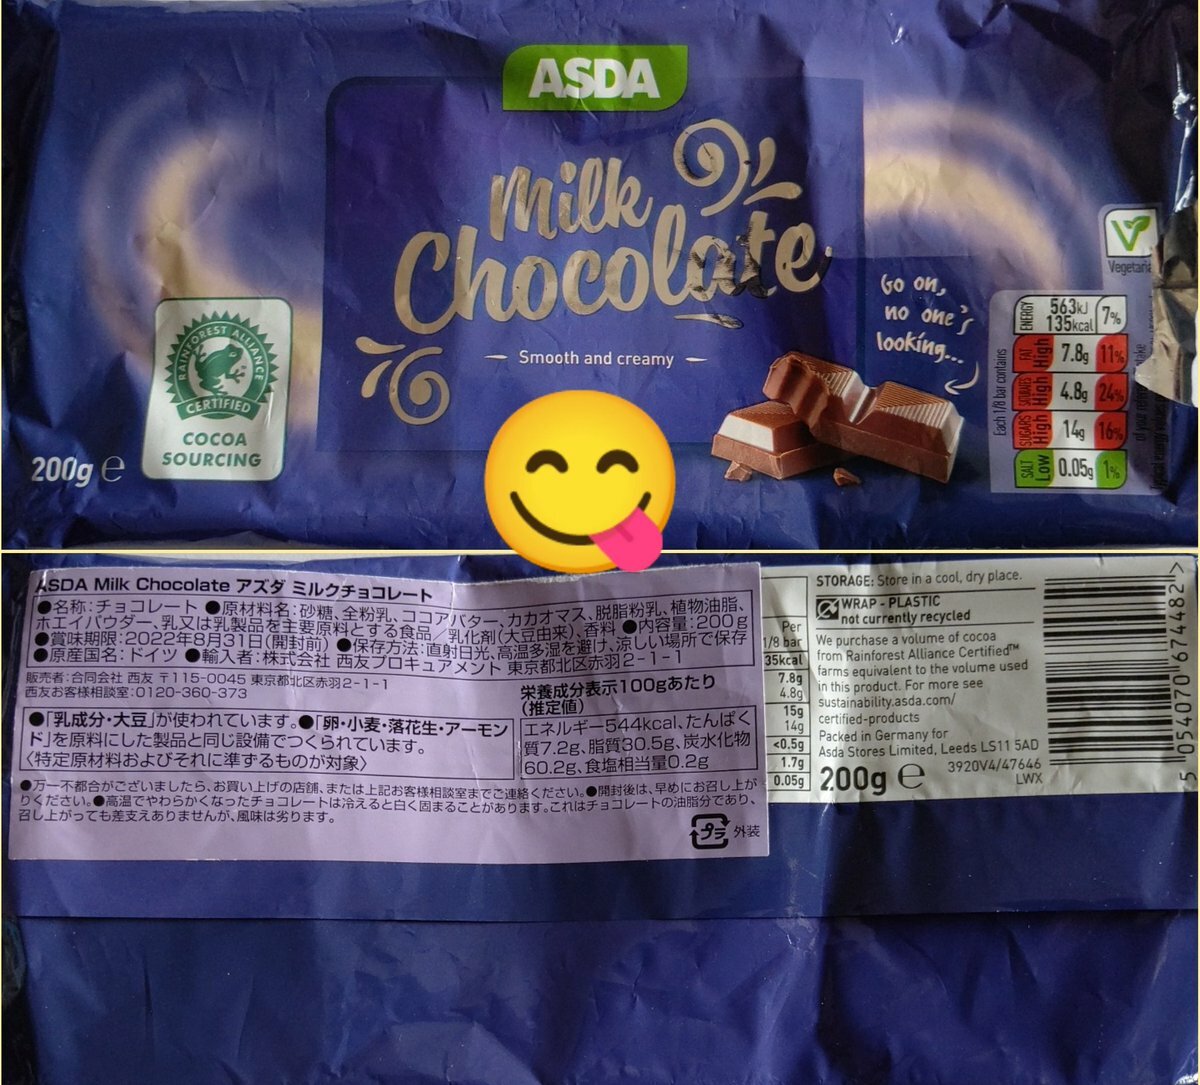 ASDA
Milk
Chocolate
Smooth and creamy
Go on,
no one's
looking...
RAINFOREST ALLIANCE
CERTIFIED
COCOA
SOURCING
200g ℮
Vegetaria
Each 1/8 bar contains
ENERGY 563kJ 135kcal 7%
FAT High 7.8g 11%
SATURATES High 4.8g 24%
SUGARS High 14g 16%
SALT Low 0.05g 1%
ASDA Milk Chocolate アズダ ミルクチョコレート
●名称:チョコレート ●原材料名:砂糖、全粉乳、ココアバター、カカオマス、脱脂粉乳、植物油脂、
ホエイパウダー、乳又は乳製品を主要原料とする食品/乳化剤(大豆由来)、香料 ●内容量:200g
●賞味期限:2022年8月31日(開封前) ●保存方法:直射日光、高温多湿を避け、涼しい場所で保存
●原産国名:ドイツ ●輸入者:株式会社 西友プロキュアメント 東京都北区赤羽2-1-1
販売者:合同会社 西友 〒115-0045 東京都北区赤羽2-1-1
西友お客様相談室:0120-360-373
●「乳成分・大豆」が使われています。●「卵・小麦・落花生・アーモン
ド」を原料にした製品と同じ設備でつくられています。
〈特定原材料およびそれに準ずるものが対象〉
栄養成分表示100gあたり
(推定値)
エネルギー544kcal、たんぱく
質7.2g、脂質30.5g、炭水化物
60.2g、食塩相当量0.2g
●万一不都合がございましたら、お買い上げの店舗、または上記お客様相談室までご連絡ください。●開封後は、早めにお召し上が
りください。●高温でやわらかくなったチョコレートは冷えると白く固まることがあります。これはチョコレートの油脂分であり、
召し上がっても差支えありませんが、風味は劣ります。
プラ 外装
Per
1/8 bar
35kcal
7.8g
4.8g
15g
14g
<0.5g
1.7g
0.05g
STORAGE: Store in a cool, dry place.
WRAP - PLASTIC
not currently recycled
We purchase a volume of cocoa
from Rainforest Alliance Certified™
farms equivalent to the volume used
in this product. For more see
sustainability.asda.com/
certified-products
Packed in Germany for
Asda Stores Limited, Leeds LS11 5AD
3920V4/47646
LWX
200g ℮
5 054070 674482 >